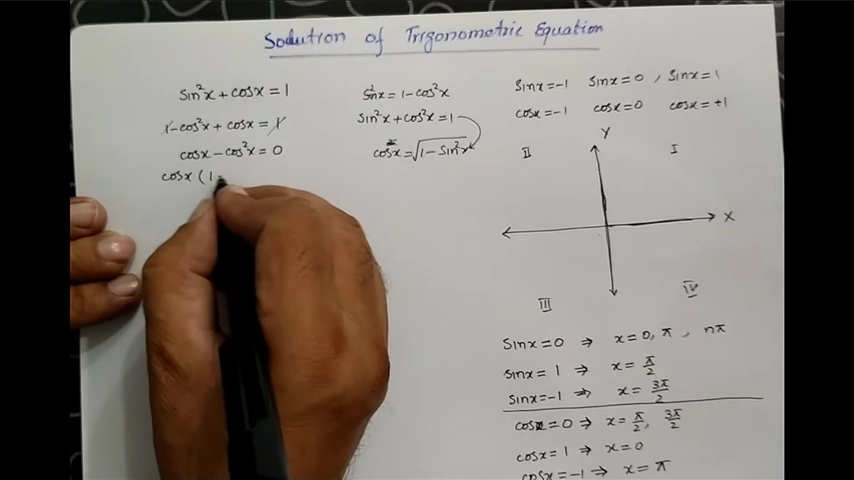 Solution of Trigonometric Equation
sin²x + cosx = 1
1-cos²x + cosx = 1
cosx - cos²x = 0
cosx (1
sin²x = 1 - cos²x
sin²x + cos²x = 1
cosx = √1 - sin²x
sinx = -1 sinx = 0 , sinx = 1
cosx = -1 cosx = 0 cosx = +1
Y
II I
X
III IV
sinx = 0 ⇒ x = 0, π , nπ
sinx = 1 ⇒ x = π/2
sinx = -1 ⇒ x = 3π/2
cosx = 0 ⇒ x = π/2, 3π/2
cosx = 1 ⇒ x = 0
cosx = -1 ⇒ x = π